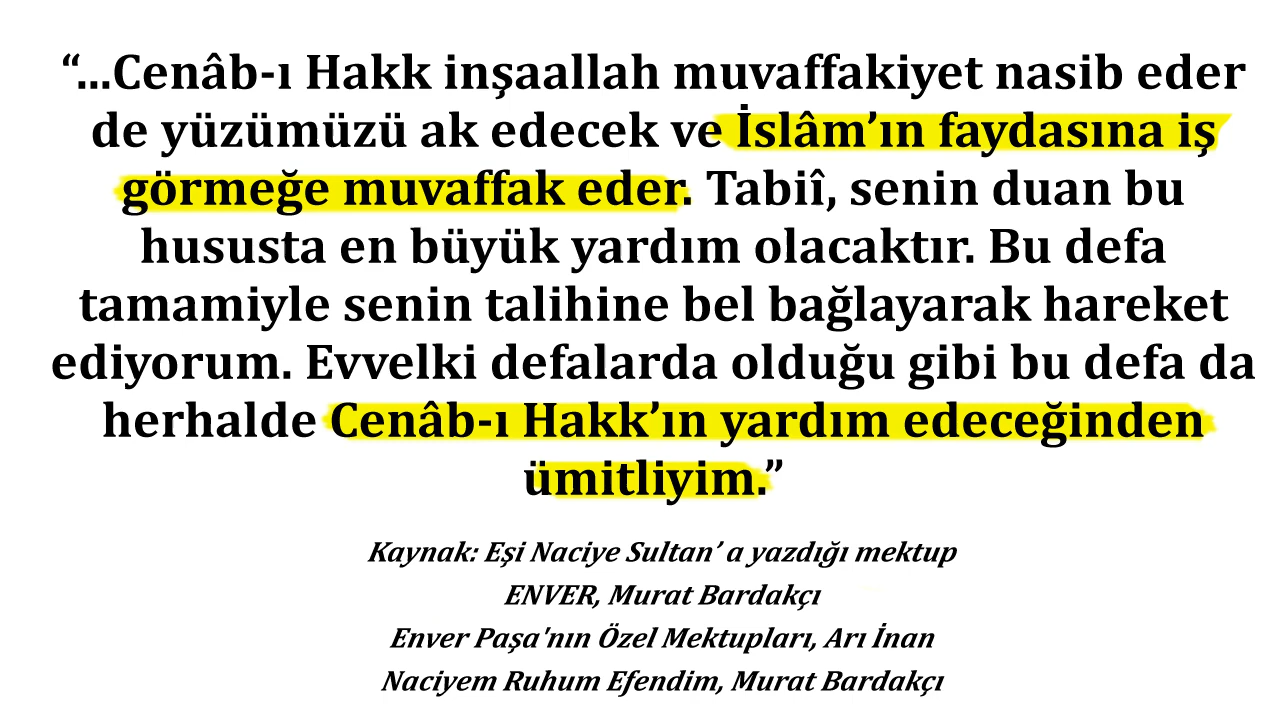 “...Cenâb-ı Hakk inşaallah muvaffakiyet nasib eder
de yüzümüzü ak edecek ve İslâm’ın faydasına iş
görmeğe muvaffak eder. Tabiî, senin duan bu
hususta en büyük yardım olacaktır. Bu defa
tamamiyle senin talihine bel bağlayarak hareket
ediyorum. Evvelki defalarda olduğu gibi bu defa da
herhalde Cenâb-ı Hakk’ın yardım edeceğinden
ümitliyim.”
Kaynak: Eşi Naciye Sultan’ a yazdığı mektup
ENVER, Murat Bardakçı
Enver Paşa'nın Özel Mektupları, Arı İnan
Naciyem Ruhum Efendim, Murat Bardakçı